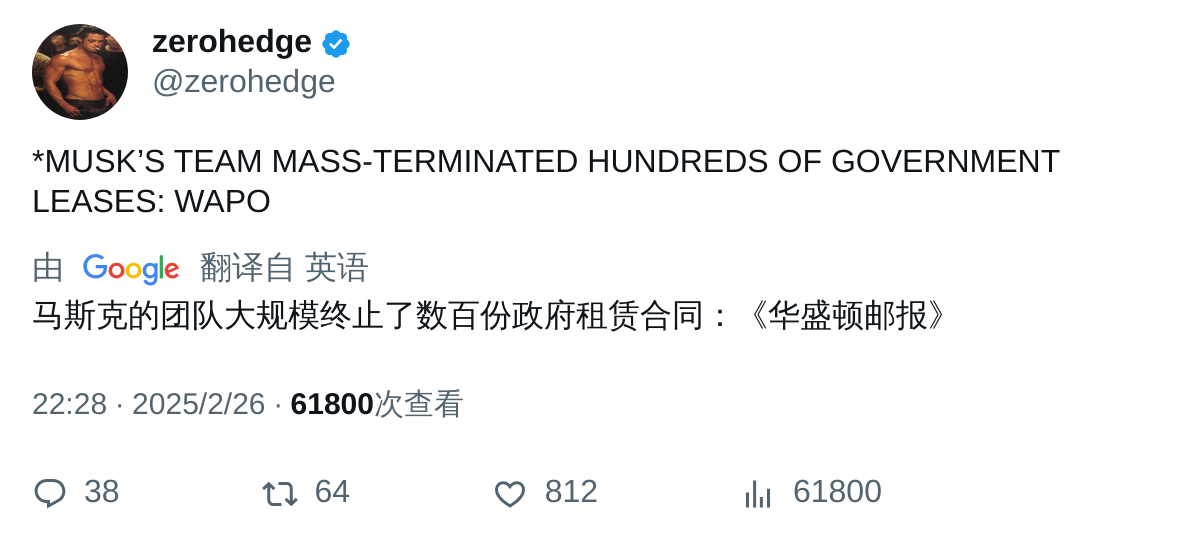 zerohedge
@zerohedge
*MUSK’S TEAM MASS-TERMINATED HUNDREDS OF GOVERNMENT
LEASES: WAPO
由 Google 翻译自 英语
马斯克的团队大规模终止了数百份政府租赁合同：《华盛顿邮报》
22:28 · 2025/2/26 · 61800次查看
38 64 812 61800